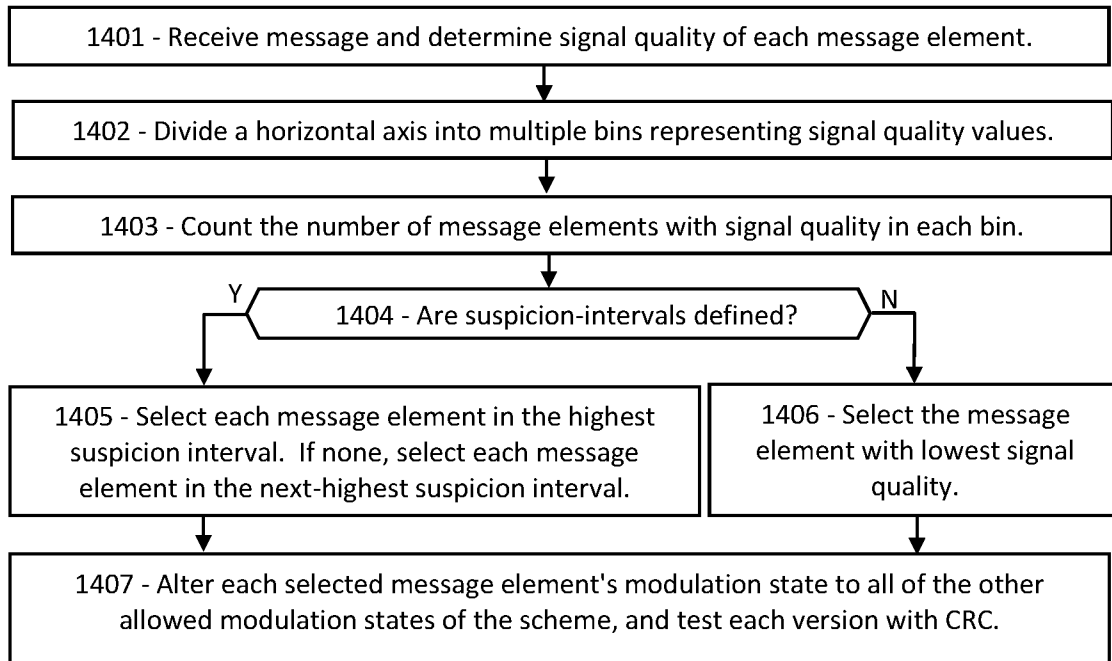 1401 - Receive message and determine signal quality of each message element.
1402 - Divide a horizontal axis into multiple bins representing signal quality values.
1403 - Count the number of message elements with signal quality in each bin.
Y
1404 - Are suspicion-intervals defined?
N
1405 - Select each message element in the highest
suspicion interval.  If none, select each message
element in the next-highest suspicion interval.
1406 - Select the message
element with lowest signal
quality.
1407 - Alter each selected message element's modulation state to all of the other
allowed modulation states of the scheme, and test each version with CRC.